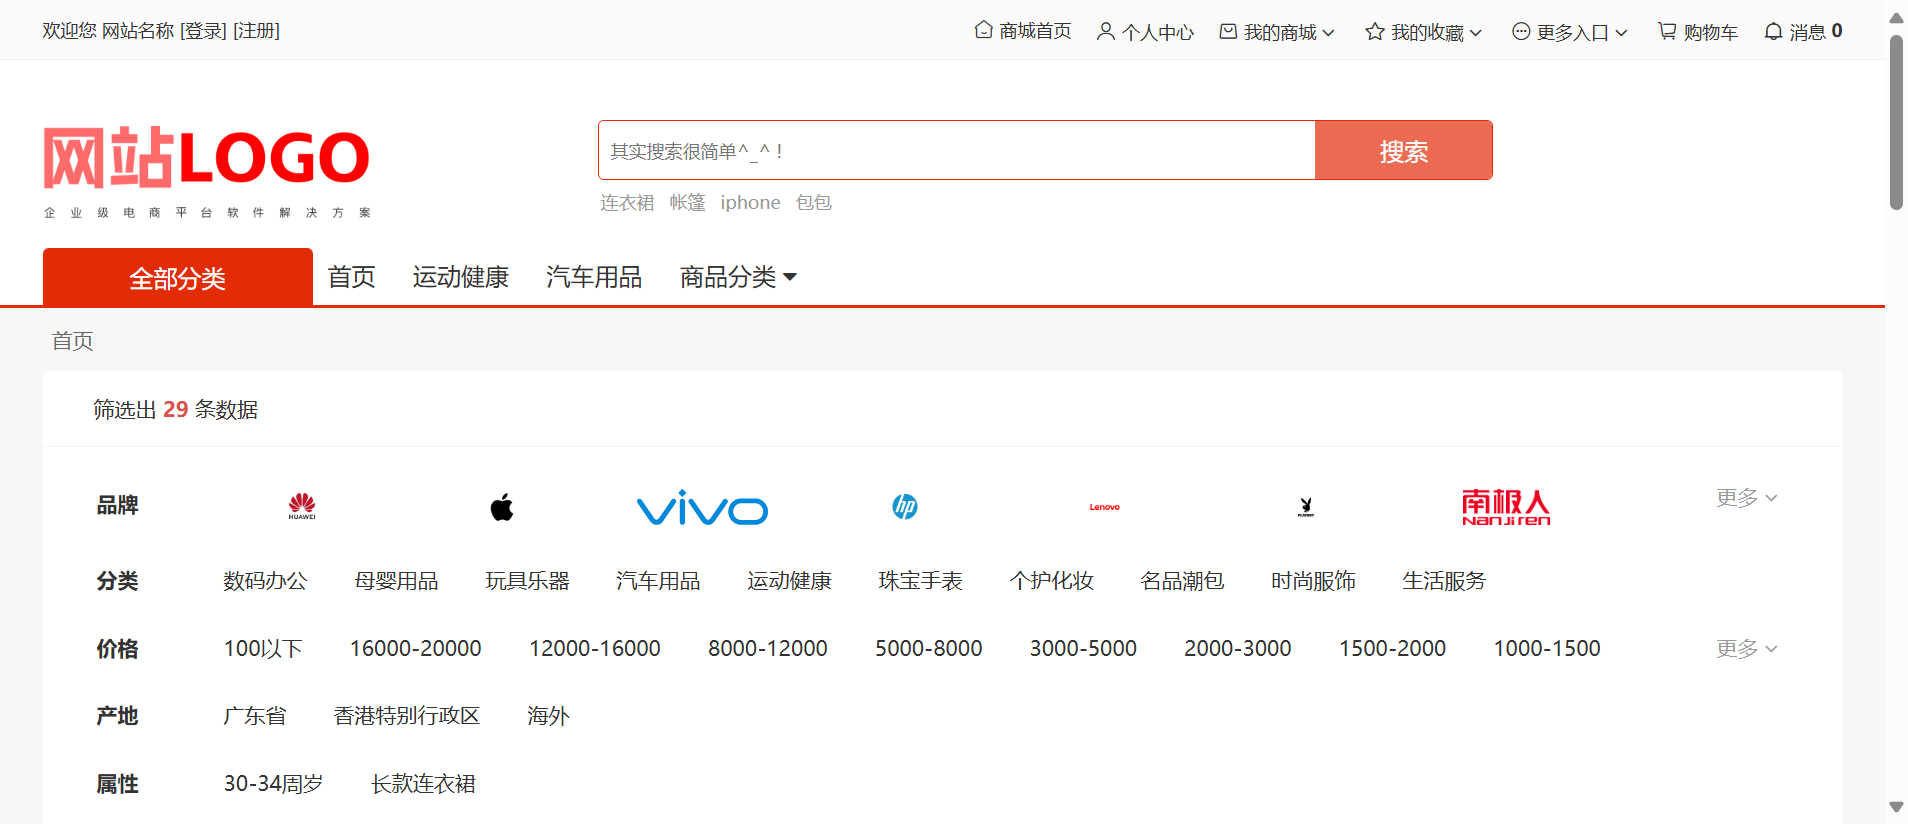 欢迎您 网站名称 [登录] [注册]
商城首页 个人中心 我的商城 我的收藏 更多入口 购物车 消息 0
网站LOGO
企业级电商平台软件解决方案
其实搜索很简单^_^ !
搜索
连衣裙 帐篷 iphone 包包
全部分类 首页 运动健康 汽车用品 商品分类
首页
筛选出 29 条数据
品牌 HUAWEI vivo hp Lenovo PLAYBOY 南极人 Nanjiren 更多
分类 数码办公 母婴用品 玩具乐器 汽车用品 运动健康 珠宝手表 个护化妆 名品潮包 时尚服饰 生活服务
价格 100以下 16000-20000 12000-16000 8000-12000 5000-8000 3000-5000 2000-3000 1500-2000 1000-1500 更多
产地 广东省 香港特别行政区 海外
属性 30-34周岁 长款连衣裙